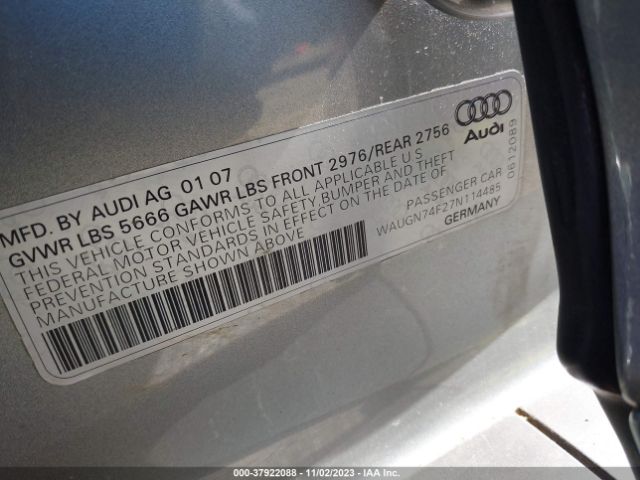 MFD. BY AUDI AG 01 07
GVWR LBS 5666 GAWR LBS FRONT 2976/REAR 2756
THIS VEHICLE CONFORMS TO ALL APPLICABLE U S
FEDERAL MOTOR VEHICLE SAFETY,BUMPER AND THEFT
PREVENTION STANDARDS IN EFFECT ON THE DATE OF
MANUFACTURE SHOWN ABOVE
Audi
PASSENGER CAR
WAUGN74F27N114485
GERMANY
0612089
000-37922088 - 11/02/2023 - IAA Inc.